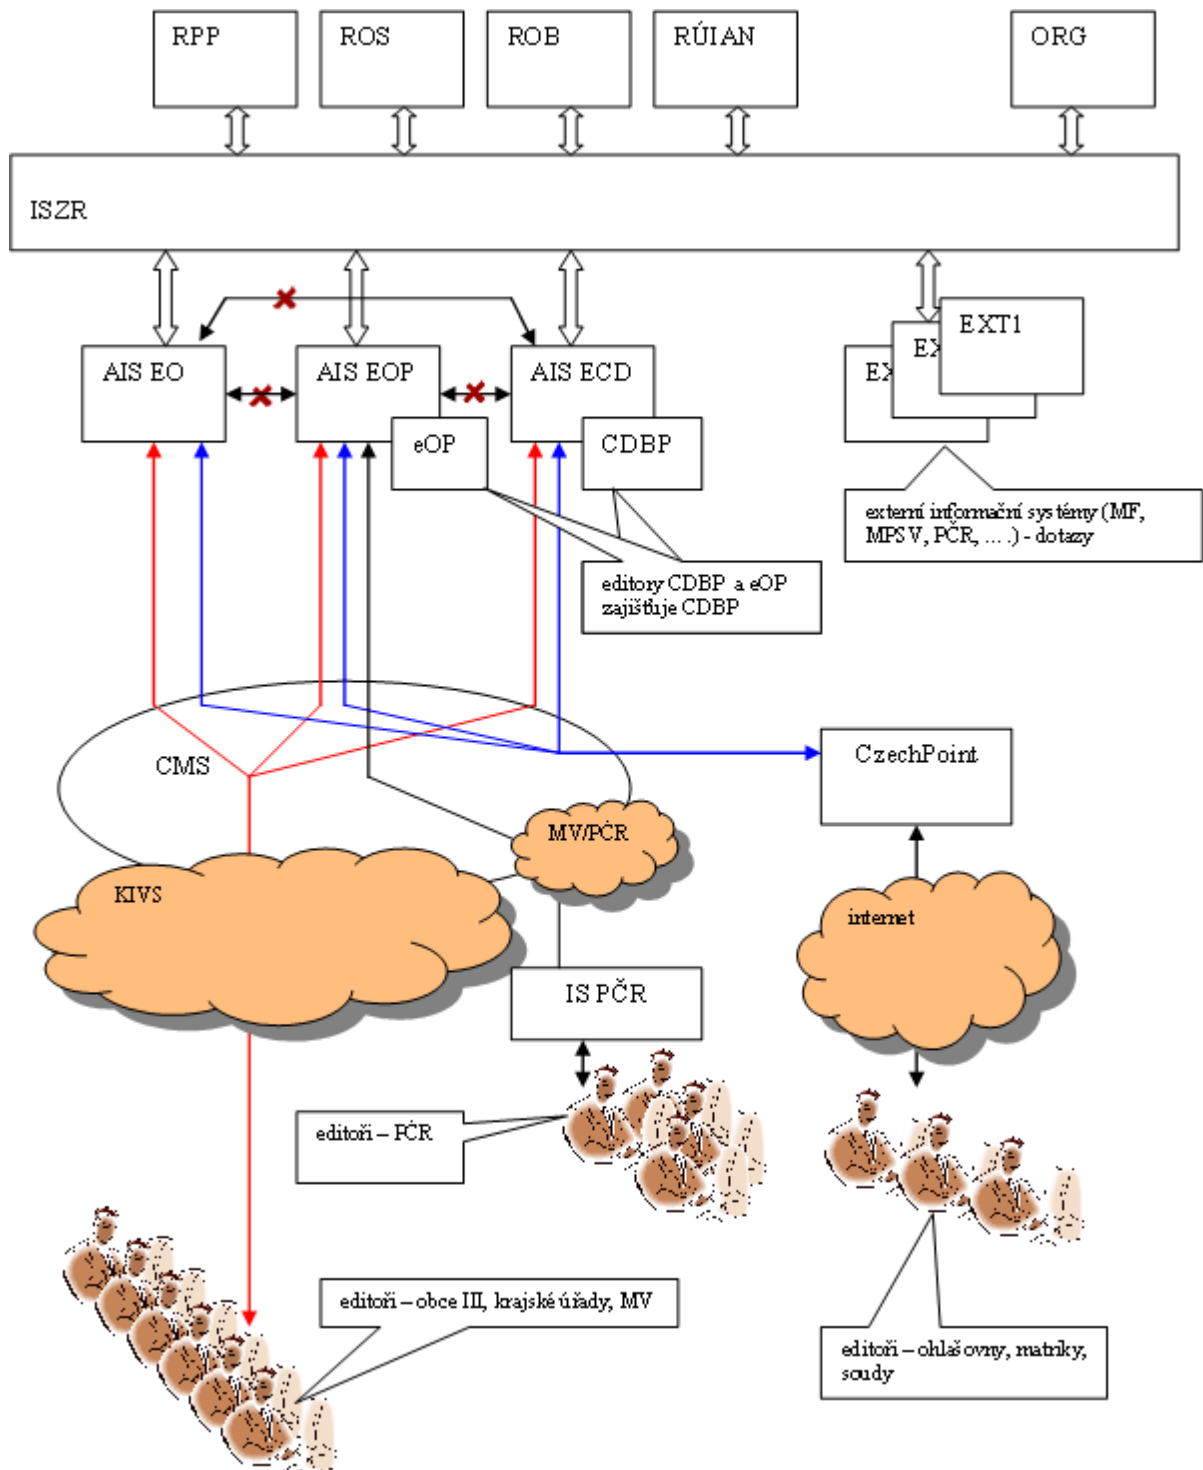 RPP
ROS
ROB
RÚIAN
ORG
ISZR
AIS EO
AIS EOP
AIS ECD
EXT1
EX
EX
eOP
CDBP
externí informační systémy (MF,
MPSV, PČR, ....) - dotazy
editory CDBP a eOP
zajišťuje CDBP
CMS
CzechPoint
MV/PČR
KIVS
internet
IS PČR
editoři – PČR
editoři – obce III, krajské úřady, MV
editoři – ohlašovny, matriky,
soudy